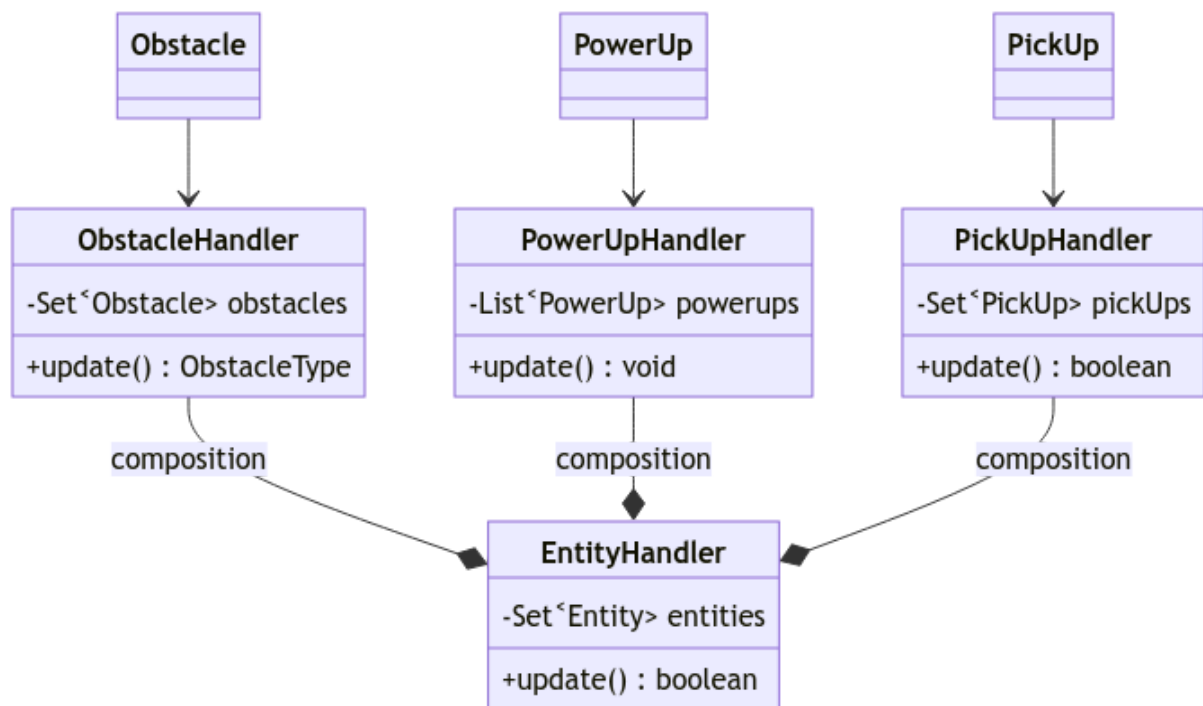 Obstacle
PowerUp
PickUp
ObstacleHandler
-Set˂Obstacle> obstacles
+update() : ObstacleType
PowerUpHandler
-List˂PowerUp> powerups
+update() : void
PickUpHandler
-Set˂PickUp> pickUps
+update() : boolean
composition
composition
composition
EntityHandler
-Set˂Entity> entities
+update() : boolean